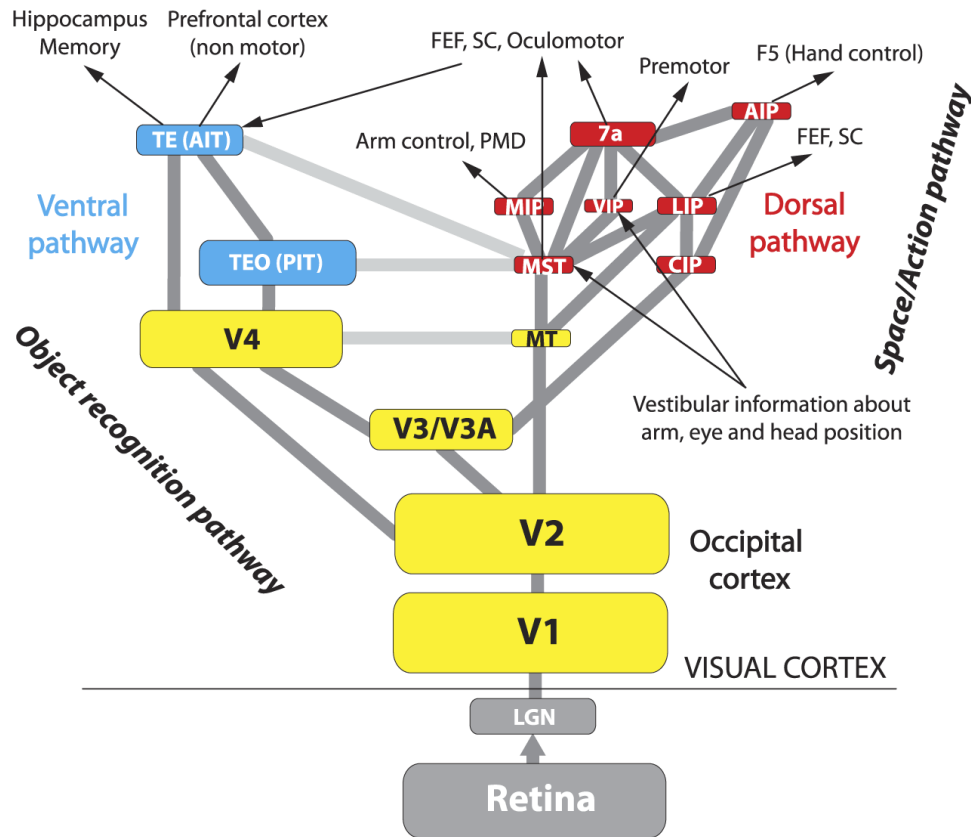 Hippocampus
Memory
Prefrontal cortex
(non motor)
FEF, SC, Oculomotor
Premotor
F5 (Hand control)
TE (AIT)
7a
AIP
Arm control, PMD
FEF, SC
Ventral
pathway
MIP
VIP
LIP
Dorsal
pathway
Space/Action pathway
TEO (PIT)
MST
CIP
V4
MT
Object recognition pathway
Vestibular information about
arm, eye and head position
V3/V3A
V2
Occipital
cortex
V1
VISUAL CORTEX
LGN
Retina